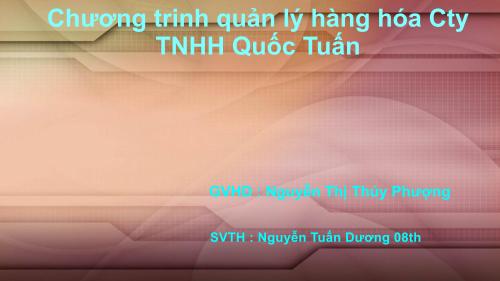 Chương trinh quản lý hàng hóa Cty
TNHH Quốc Tuấn
GVHD : Nguyễn Thị Thúy Phượng
SVTH : Nguyễn Tuấn Dương 08th